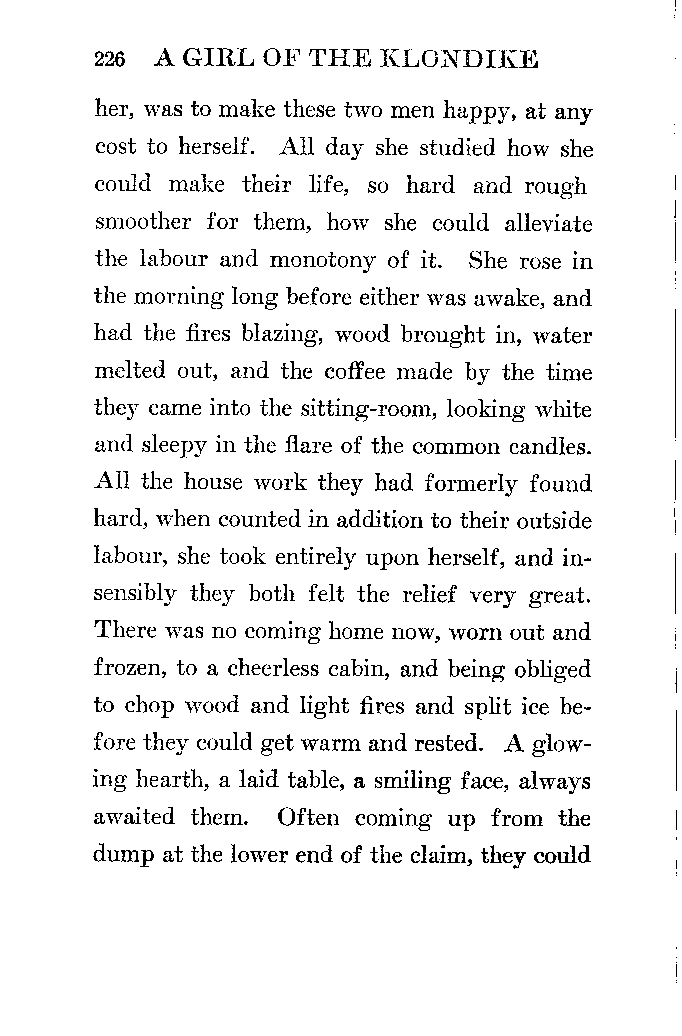 226 A GIRL OF THE KLONDIKE
her, was to make these two men happy, at any
cost to herself. All day she studied how she
could make their life, so hard and rough
smoother for them, how she could alleviate
the labour and monotony of it. She rose in
the morning long before either was awake, and
had the fires blazing, wood brought in, water
melted out, and the coffee made by the time
they came into the sitting-room, looking white
and sleepy in the flare of the common candles.
All the house work they had formerly found
hard, when counted in addition to their outside
labour, she took entirely upon herself, and in-
sensibly they both felt the relief very great.
There was no coming home now, worn out and
frozen, to a cheerless cabin, and being obliged
to chop wood and light fires and split ice be-
fore they could get warm and rested. A glow-
ing hearth, a laid table, a smiling face, always
awaited them. Often coming up from the
dump at the lower end of the claim, they could